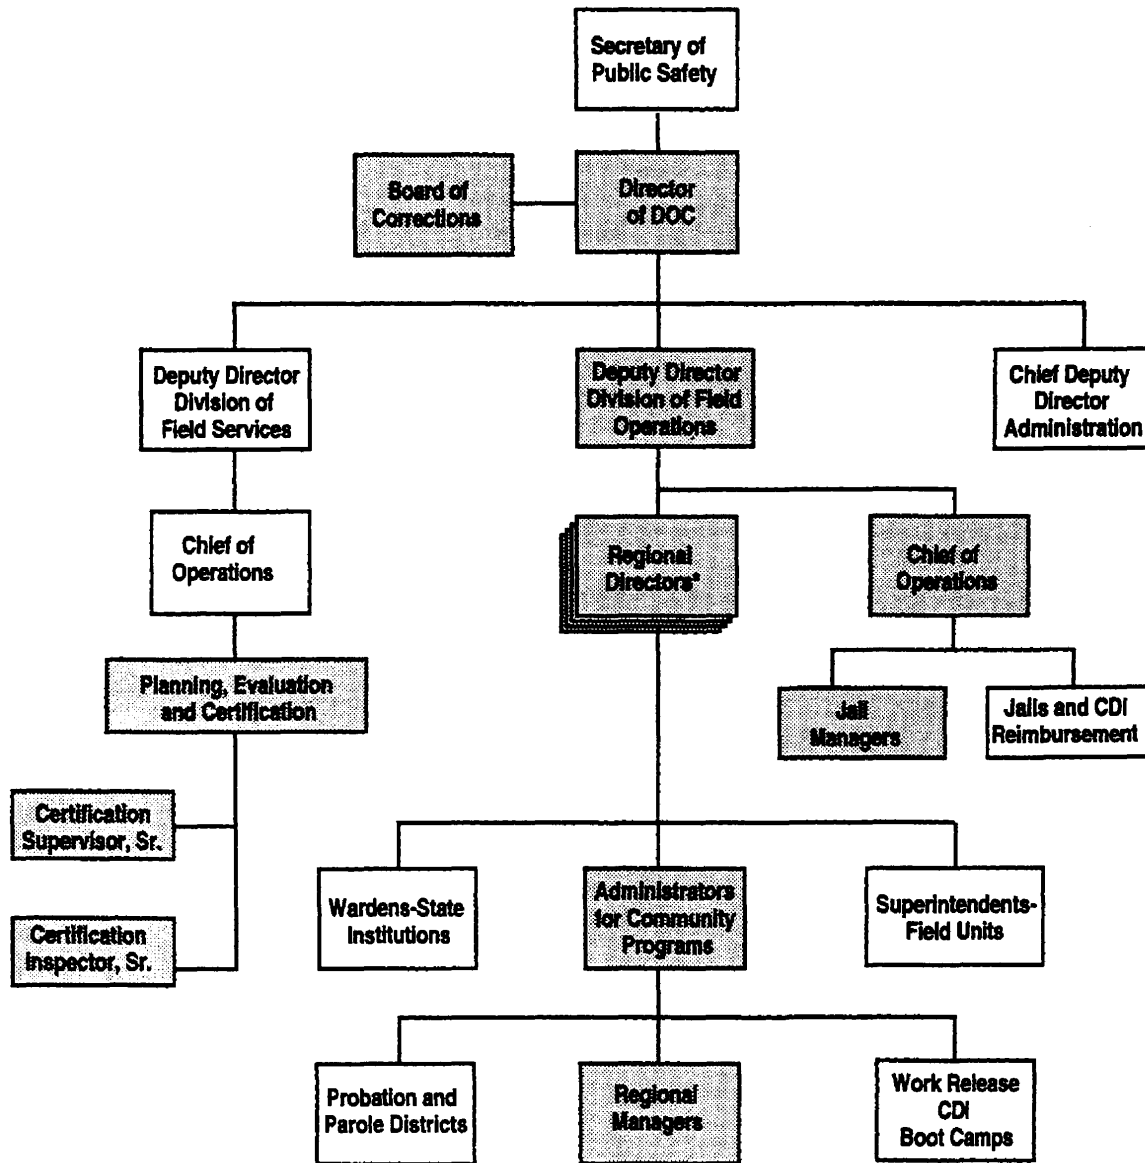 Secretary of
Public Safety
Board of
Corrections
Director
of DOC
Deputy Director
Division of
Field Services
Deputy Director
Division of Field
Operations
Chief Deputy
Director
Administration
Chief of
Operations
Regional
Directors*
Chief of
Operations
Planning, Evaluation
and Certification
Jail
Managers
Jails and CDI
Reimbursement
Certification
Supervisor, Sr.
Wardens-State
Institutions
Administrators
for Community
Programs
Superintendents-
Field Units
Certification
Inspector, Sr.
Probation and
Parole Districts
Regional
Managers
Work Release
CDI
Boot Camps